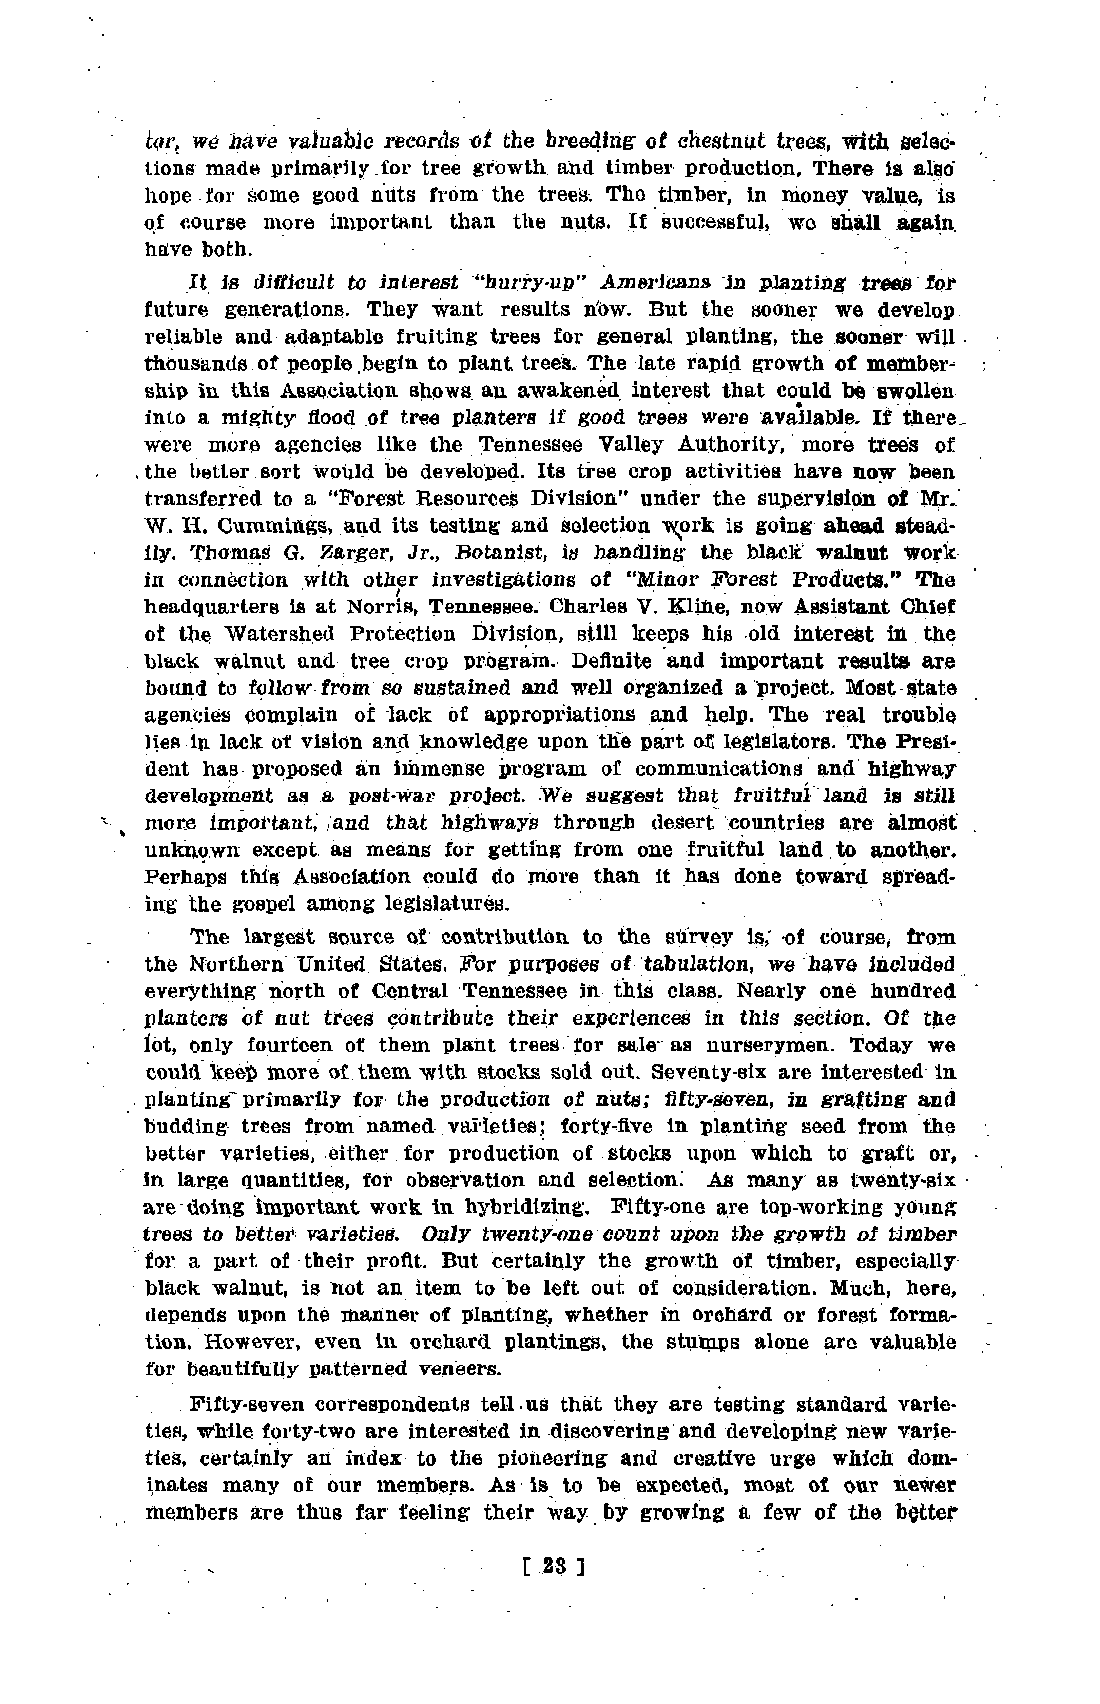 tor, we have valuable records of the breeding of chestnut trees, with selec-
tions made primarily for tree growth and timber production. There is also
hope for some good nuts from the trees. The timber, in money value, is
of course more important than the nuts. If successful, we shall again
have both.
It is difficult to interest "hurry-up" Americans in planting trees for
future generations. They want results now. But the sooner we develop
reliable and adaptable fruiting trees for general planting, the sooner will
thousands of people begin to plant trees. The late rapid growth of member-
ship in this Association shows an awakened interest that could be swollen
into a mighty flood of tree planters if good trees were available. If there
were more agencies like the Tennessee Valley Authority, more trees of
the better sort would be developed. Its tree crop activities have now been
transferred to a "Forest Resources Division" under the supervision of Mr.
W. H. Cummings, and its testing and selection work is going ahead stead-
ily. Thomas G. Zarger, Jr., Botanist, is handling the black walnut work
in connection with other investigations of "Minor Forest Products." The
headquarters is at Norris, Tennessee. Charles V. Kline, now Assistant Chief
of the Watershed Protection Division, still keeps his old interest in the
black walnut and tree crop program. Definite and important results are
bound to follow from so sustained and well organized a project. Most state
agencies complain of lack of appropriations and help. The real trouble
lies in lack of vision and knowledge upon the part of legislators. The Presi-
dent has proposed an immense program of communications and highway
development as a post-war project. We suggest that fruitful land is still
more important, and that highways through desert countries are almost
unknown except as means for getting from one fruitful land to another.
Perhaps this Association could do more than it has done toward spread-
ing the gospel among legislatures.
The largest source of contribution to the survey is, of course, from
the Northern United States. For purposes of tabulation, we have included
everything north of Central Tennessee in this class. Nearly one hundred
planters of nut trees contribute their experiences in this section. Of the
lot, only fourteen of them plant trees for sale as nurserymen. Today we
could keep more of them with stocks sold out. Seventy-six are interested in
planting primarily for the production of nuts; fifty-seven, in grafting and
budding trees from named varieties; forty-five in planting seed from the
better varieties, either for production of stocks upon which to graft or,
in large quantities, for observation and selection. As many as twenty-six
are doing important work in hybridizing. Fifty-one are top-working young
trees to better varieties. Only twenty-one count upon the growth of timber
for a part of their profit. But certainly the growth of timber, especially
black walnut, is not an item to be left out of consideration. Much, here,
depends upon the manner of planting, whether in orchard or forest forma-
tion. However, even in orchard plantings, the stumps alone are valuable
for beautifully patterned veneers.
Fifty-seven correspondents tell us that they are testing standard varie-
ties, while forty-two are interested in discovering and developing new varie-
ties, certainly an index to the pioneering and creative urge which dom-
inates many of our members. As is to be expected, most of our newer
members are thus far feeling their way by growing a few of the better
[ 23 ]